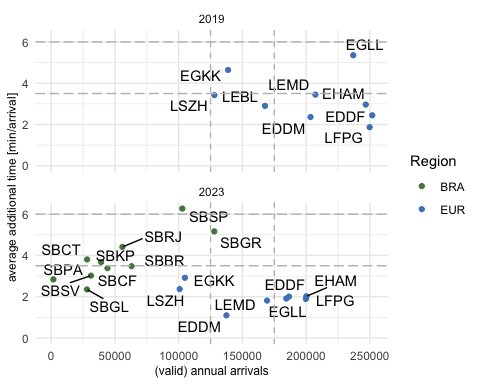 2019
6
EGLL
EGKK
LEMD
4
LSZH
LEBL
EHAM
2
EDDM
EDDF
LFPG
0
average additional time [min/arrival]
Region
BRA
EUR
2023
6
SBSP
SBRJ
SBGR
SBCT
4
SBKP
SBBR
SBPA
SBCF
EGKK
EDDF
EHAM
2
SBSV
LSZH
LEMD
LFPG
SBGL
EGLL
EDDM
0
0
50000
100000
150000
200000
250000
(valid) annual arrivals